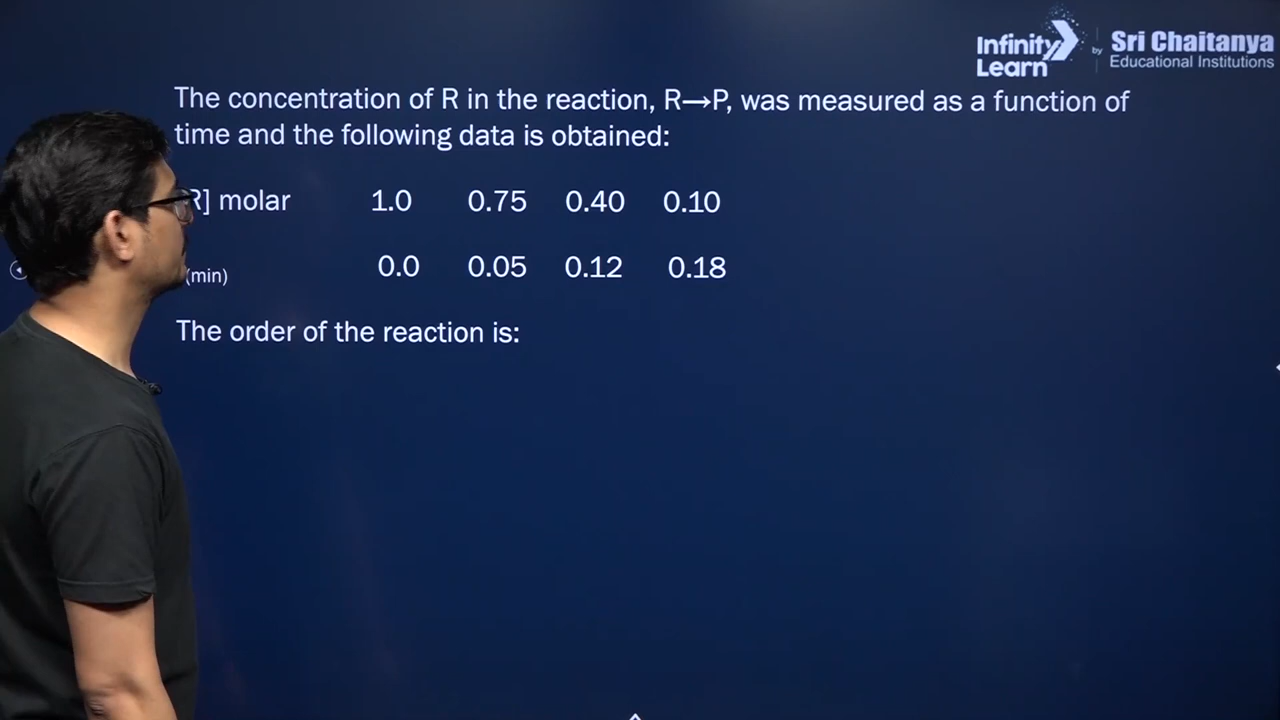 Infinity Learn by Sri Chaitanya Educational Institutions
The concentration of R in the reaction, R→P, was measured as a function of
time and the following data is obtained:
R] molar 1.0 0.75 0.40 0.10
(min) 0.0 0.05 0.12 0.18
The order of the reaction is: